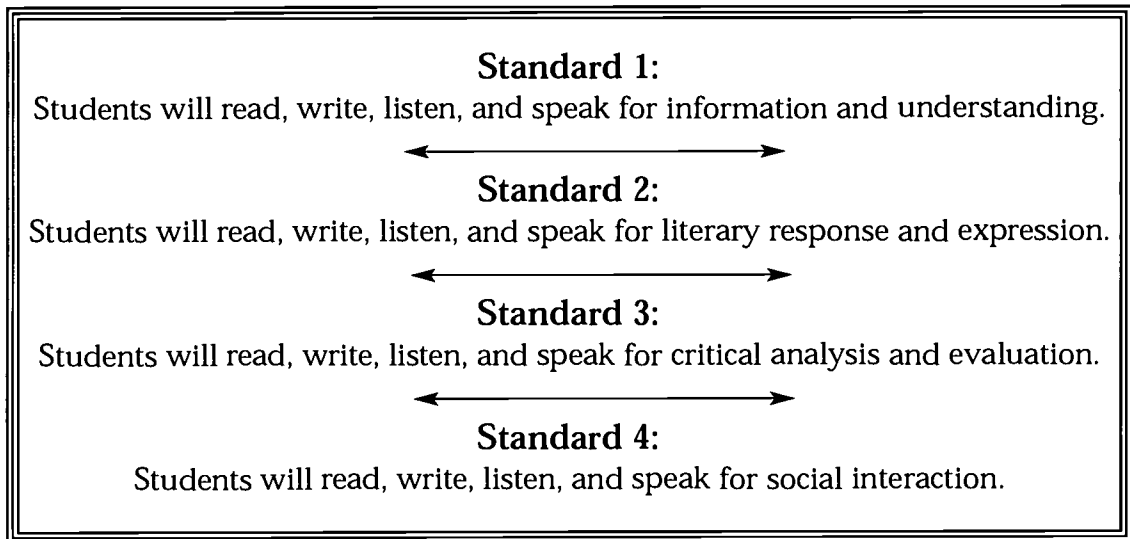 Standard 1:
Students will read, write, listen, and speak for information and understanding.
Standard 2:
Students will read, write, listen, and speak for literary response and expression.
Standard 3:
Students will read, write, listen, and speak for critical analysis and evaluation.
Standard 4:
Students will read, write, listen, and speak for social interaction.